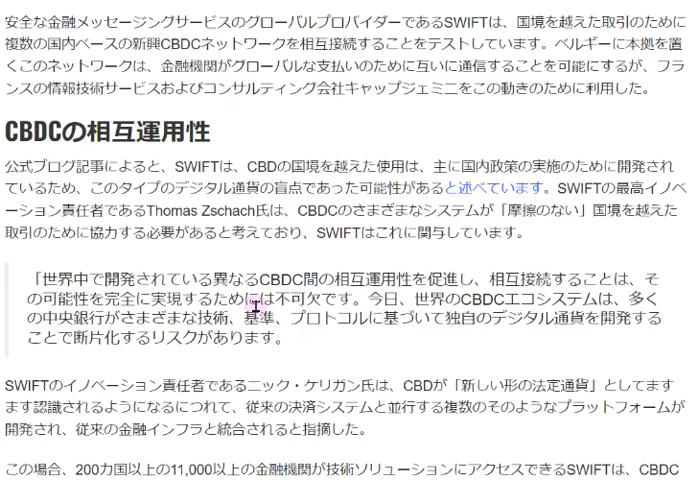 安全な金融メッセージングサービスのグローバルプロバイダーであるSWIFTは、国境を越えた取引のために
複数の国内ベースの新興CBDCネットワークを相互接続することをテストしています。ベルギーに本拠を置
くこのネットワークは、金融機関がグローバルな支払いのために互いに通信することを可能にするが、フラ
ンスの情報技術サービスおよびコンサルティング会社キャップジェミニをこの動きのために利用した。
CBDCの相互運用性
公式ブログ記事によると、SWIFTは、CBDの国境を越えた使用は、主に国内政策の実施のために開発され
ているため、このタイプのデジタル通貨の盲点であった可能性があると述べています。SWIFTの最高イノベ
ーション責任者であるThomas Zschach氏は、CBDCのさまざまなシステムが「摩擦のない」国境を越えた
取引のために協力する必要があると考えており、SWIFTはこれに関与しています。
「世界中で開発されている異なるCBDC間の相互運用性を促進し、相互接続することは、そ
の可能性を完全に実現するためには不可欠です。今日、世界のCBDCエコシステムは、多く
の中央銀行がさまざまな技術、基準、プロトコルに基づいて独自のデジタル通貨を開発する
ことで断片化するリスクがあります。
SWIFTのイノベーション責任者であるニック・ケリガン氏は、CBDが「新しい形の法定通貨」としてます
ます認識されるようになるにつれて、従来の決済システムと並行する複数のそのようなプラットフォームが
開発され、従来の金融インフラと統合されると指摘した。
この場合、200カ国以上の11,000以上の金融機関が技術ソリューションにアクセスできるSWIFTは、CBDC